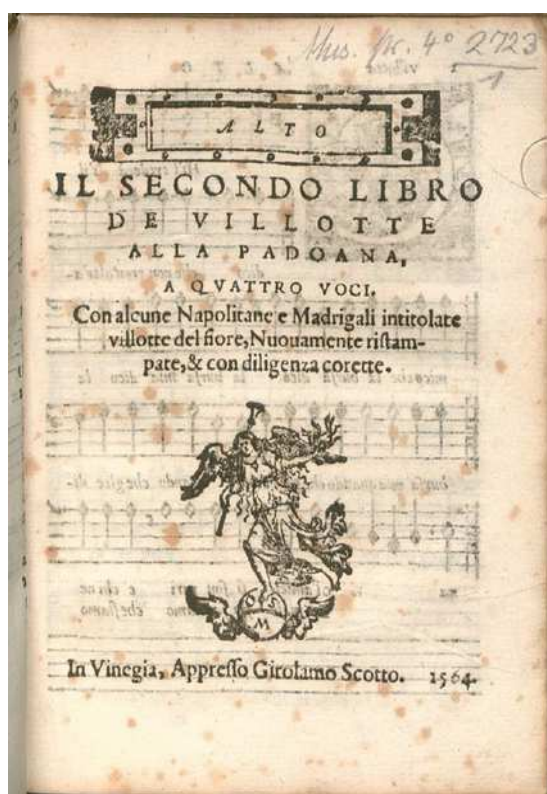 Mus. pr. 4° 2723
1
ALTO
IL SECONDO LIBRO
DE VILLOTTE
ALLA PADOANA,
A QVATTRO VOCI.
Con alcune Napolitane e Madrigali intitolate
villotte del fiore, Nuouamente ristam-
pate, & con diligenza corette.
O S
M
In Vinegia, Appresso Girolamo Scotto. 1564.